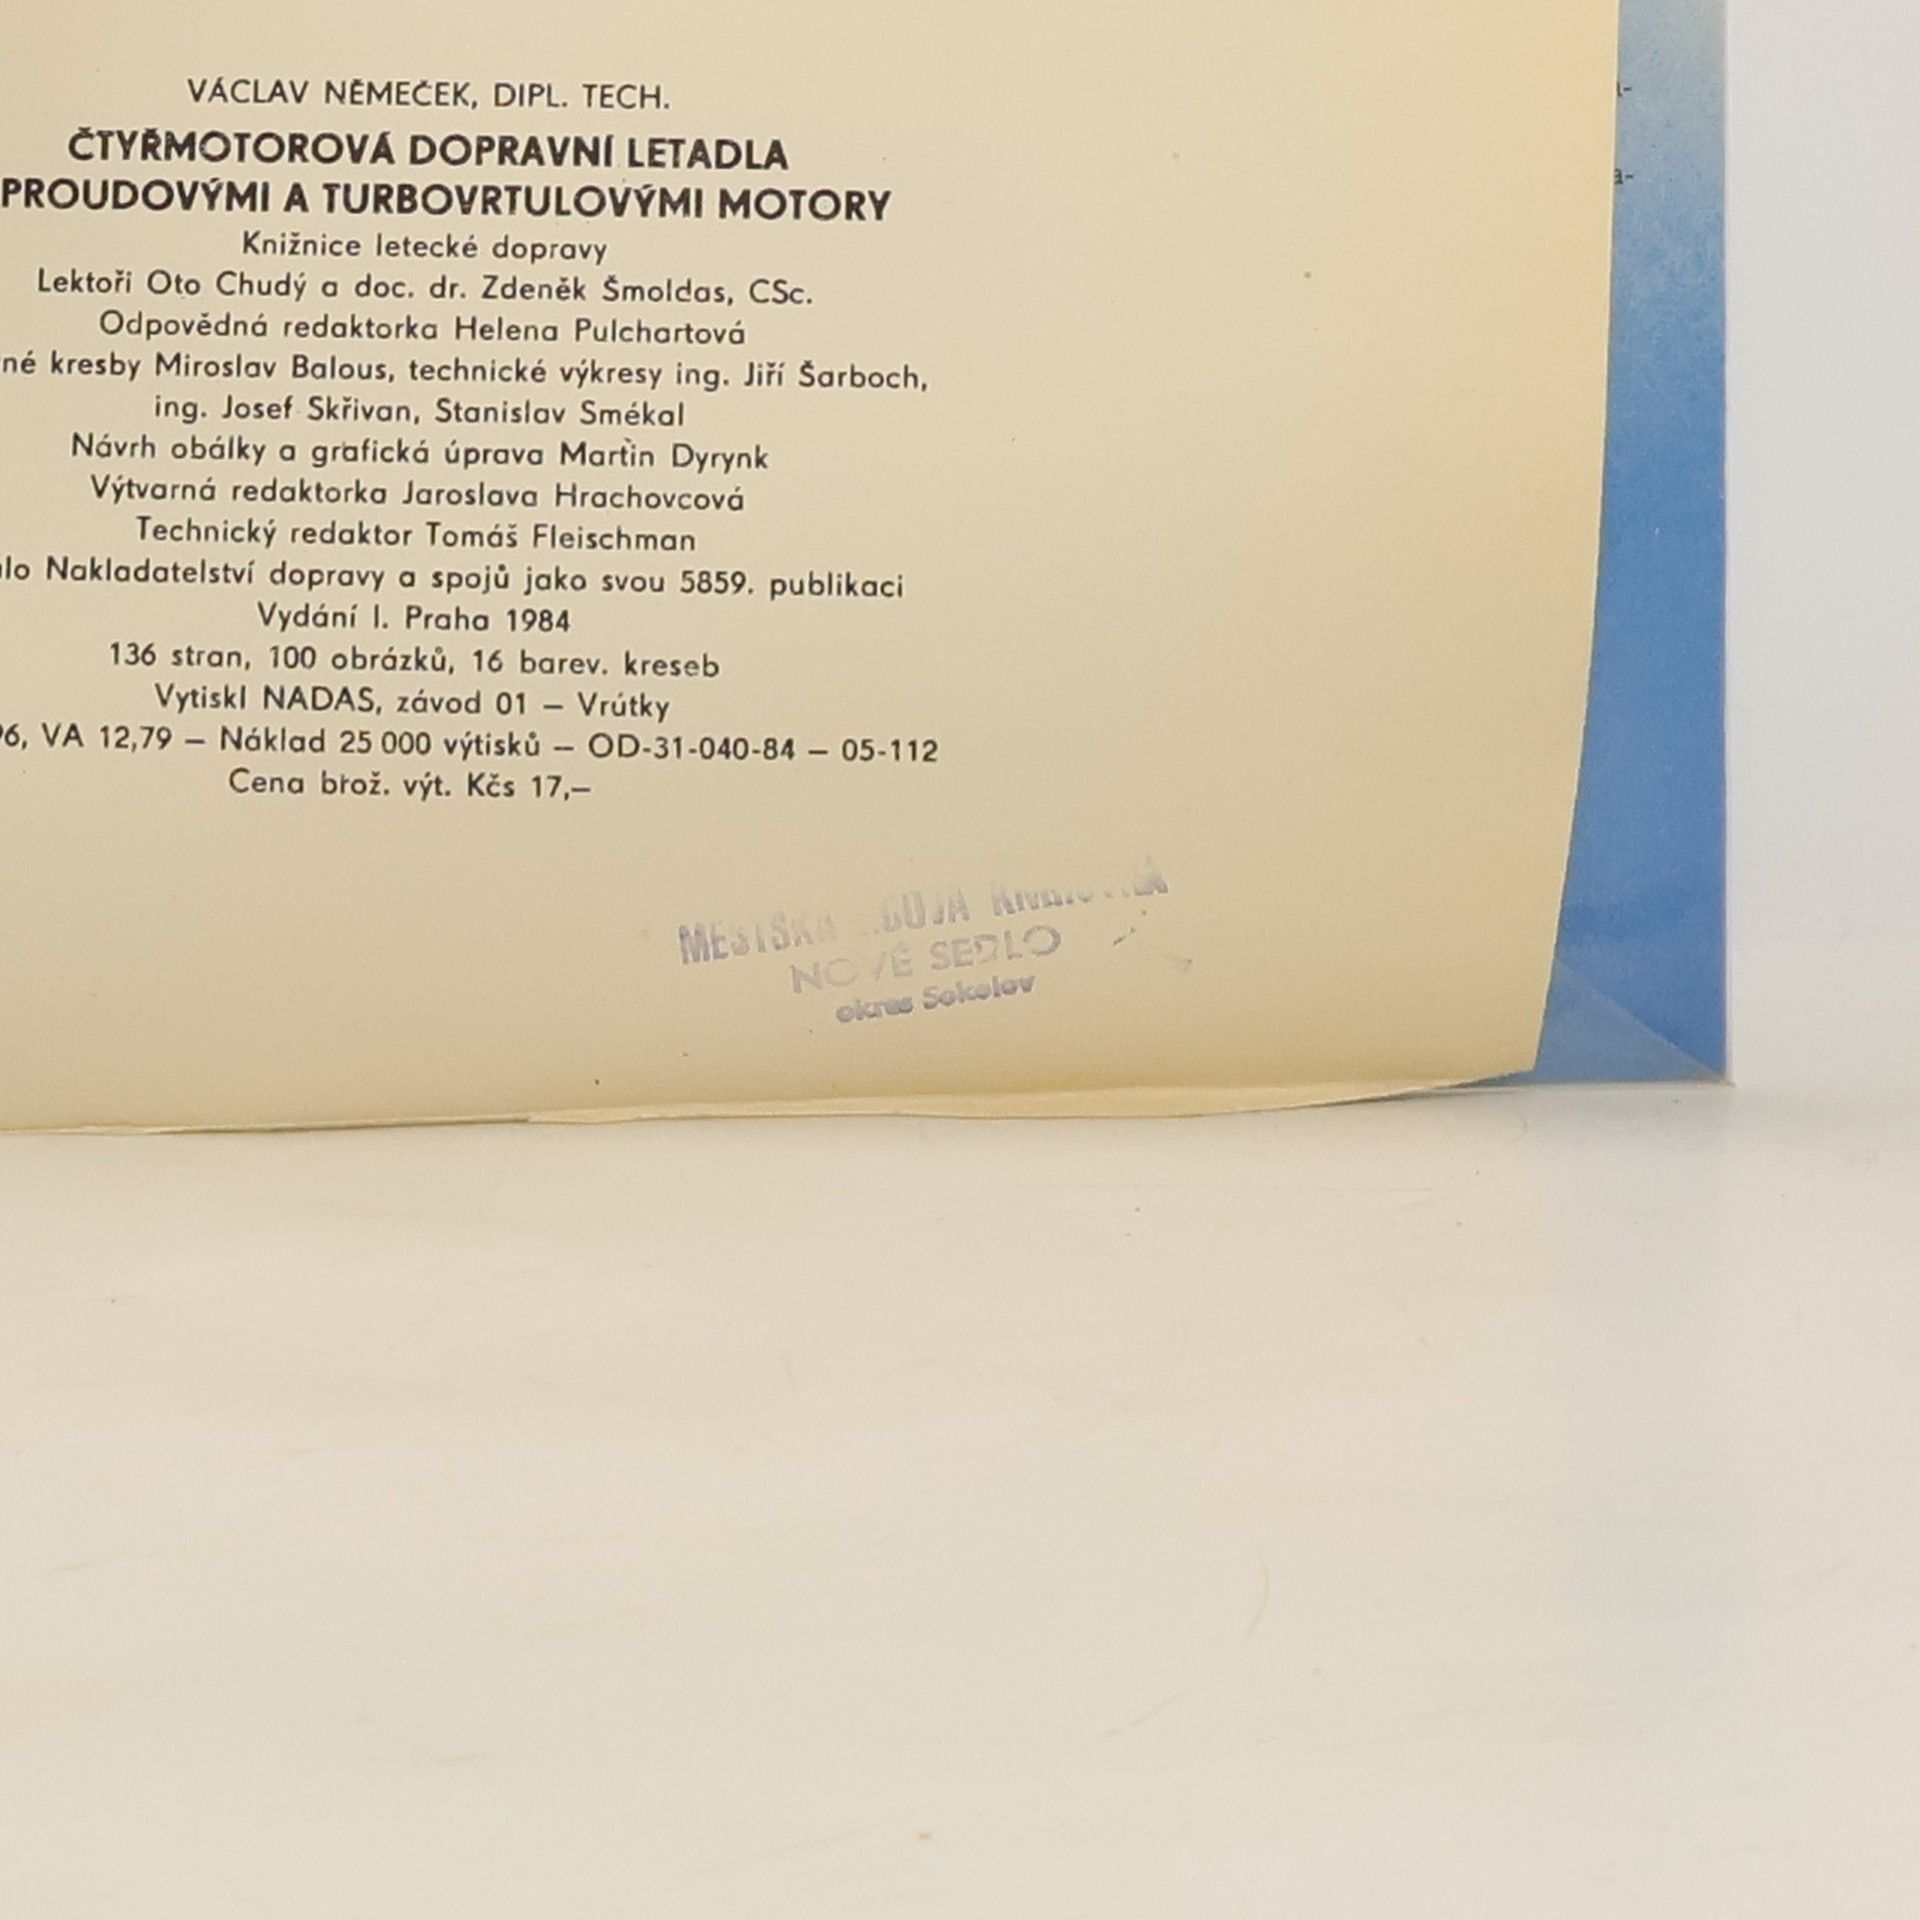 VÁCLAV NĚMEČEK, DIPL. TECH.
ČTYŘMOTOROVÁ DOPRAVNÍ LETADLA
PROUDOVÝMI A TURBOVRTULOVÝMI MOTORY
Knižnice letecké dopravy
Lektoři Oto Chudý a doc. dr. Zdeněk Šmoldas, CSc.
Odpovědná redaktorka Helena Pulchartová
né kresby Miroslav Balous, technické výkresy ing. Jiří Šarboch,
ing. Josef Skřivan, Stanislav Smékal
Návrh obálky a grafická úprava Martin Dyrynk
Výtvarná redaktorka Jaroslava Hrachovcová
Technický redaktor Tomáš Fleischman
lo Nakladatelství dopravy a spojů jako svou 5859. publikaci
Vydání I. Praha 1984
136 stran, 100 obrázků, 16 barev. kreseb
Vytiskl NADAS, závod 01 – Vrútky
96, VA 12,79 – Náklad 25 000 výtisků – OD-31-040-84 – 05-112
Cena brož. výt. Kčs 17,–
NOVÉ SEDLO
okres Sokolov